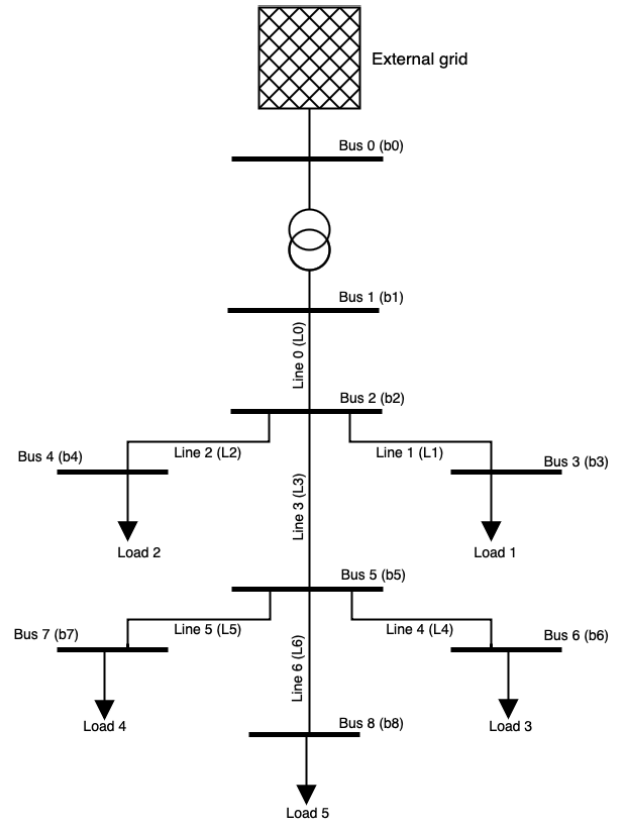 External grid
Bus 0 (b0)
Bus 1 (b1)
Line 0 (L0)
Bus 2 (b2)
Bus 4 (b4)
Line 2 (L2)
Line 1 (L1)
Bus 3 (b3)
Line 3 (L3)
Load 2
Load 1
Bus 5 (b5)
Bus 7 (b7)
Line 5 (L5)
Line 4 (L4)
Bus 6 (b6)
Line 6 (L6)
Load 4
Bus 8 (b8)
Load 3
Load 5